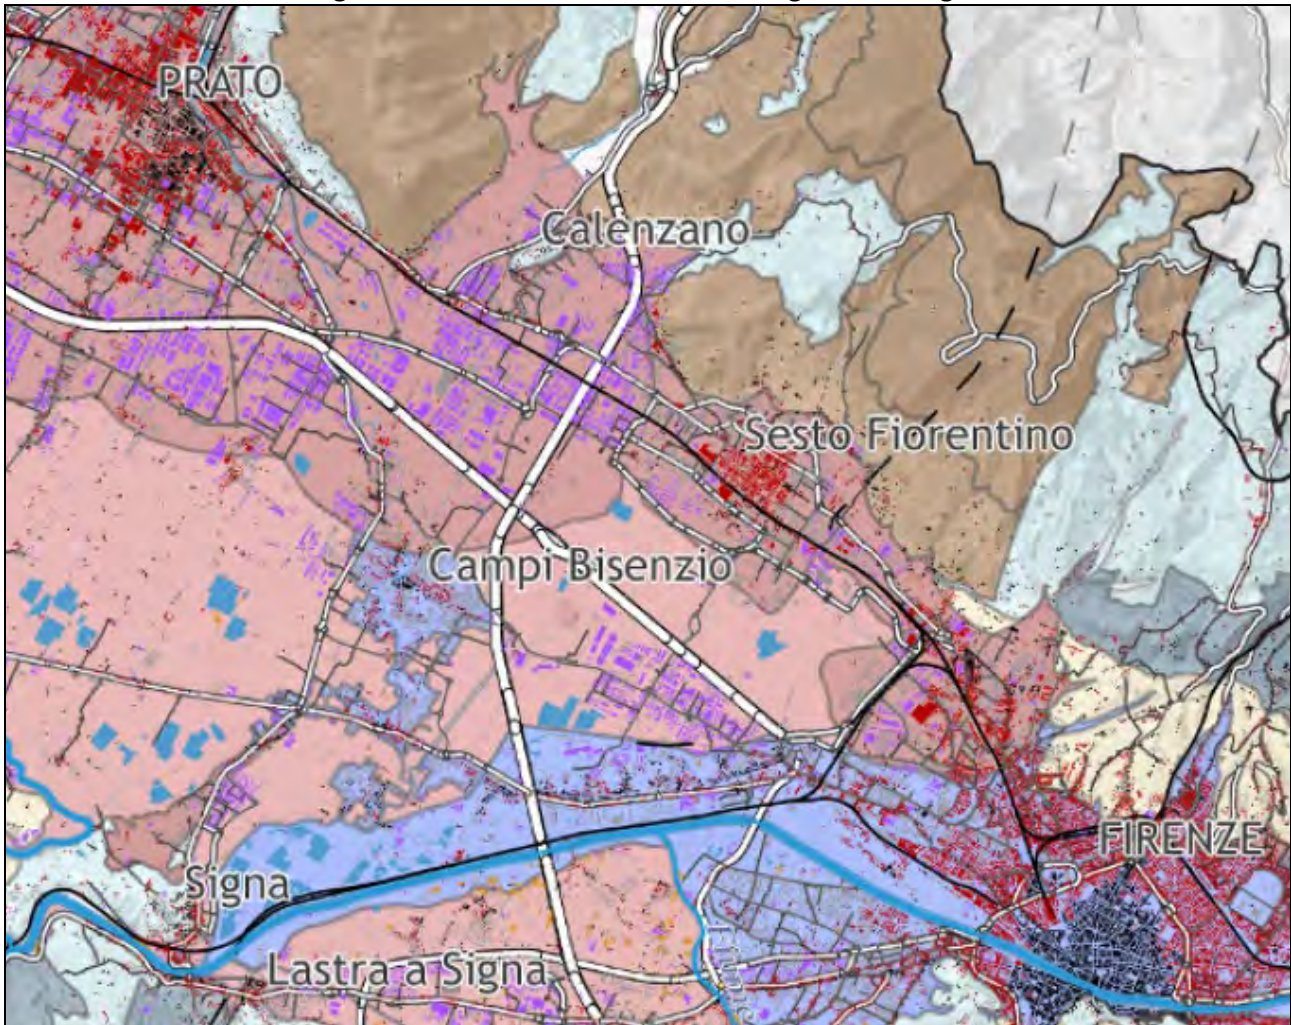 PRATO
Calenzano
Sesto Fiorentino
Campi Bisenzio
FIRENZE
Signa
Lastra a Signa